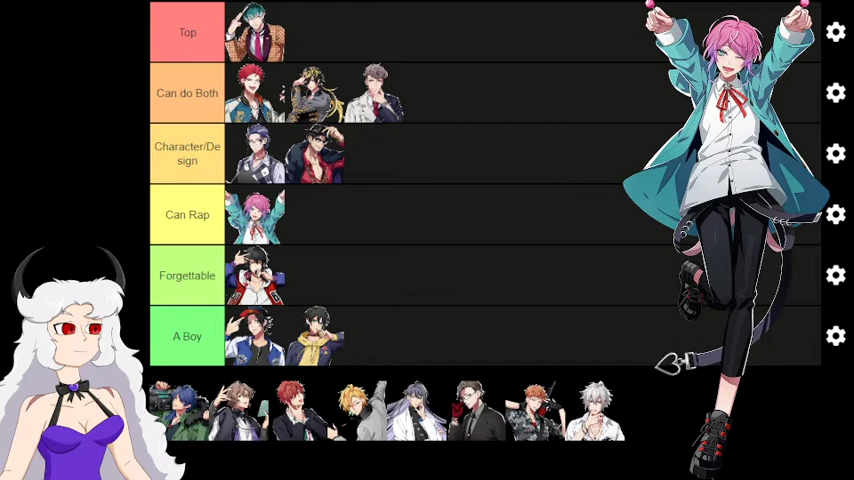 Top
Can do Both
Character/De
sign
Can Rap
Forgettable
A Boy